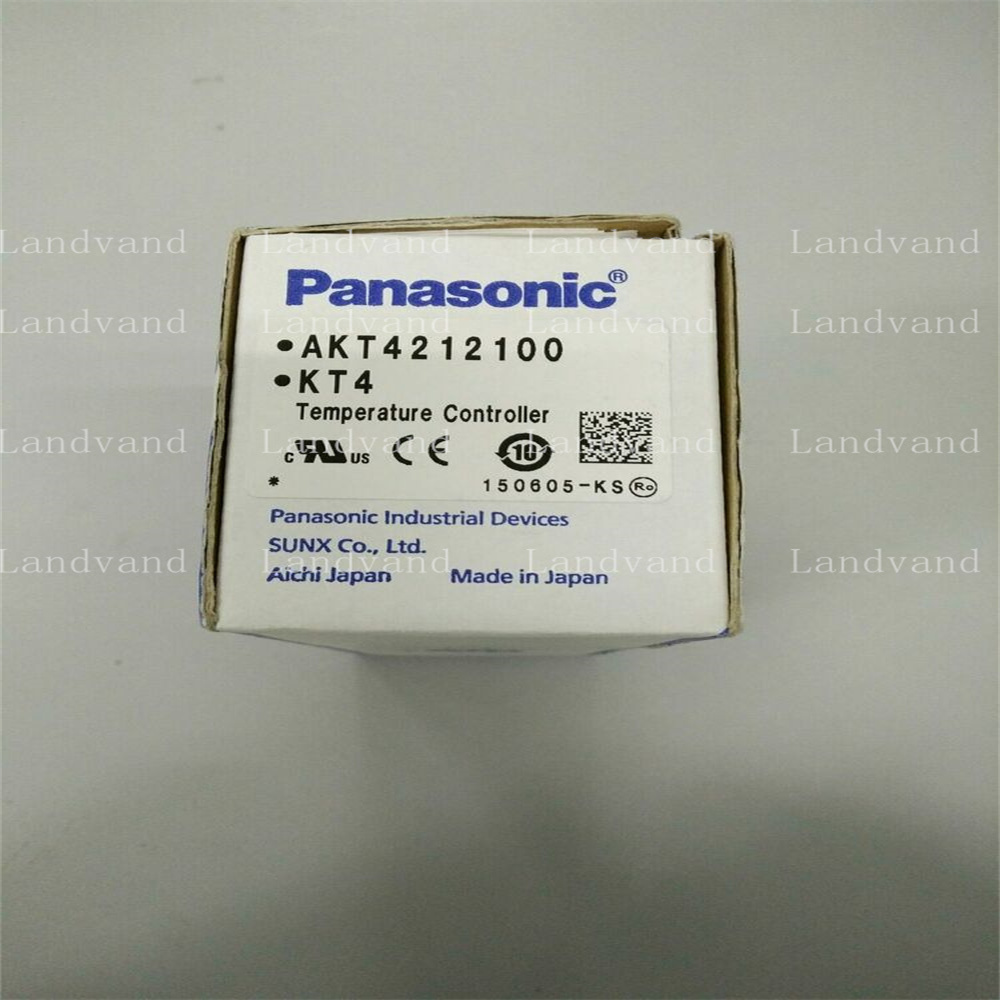 Panasonic®
•AKT4212100
•KT4
Temperature Controller
c US CE 10
* 150605-KS Ro
Panasonic Industrial Devices
SUNX Co., Ltd.
Aichi Japan Made in Japan
Landvand Landvand Landvand Landvand
Landvand Landvand Landvand Landvand
Landvand Landvand Landvand Landvand
Landvand Landvand Landvand Landvand